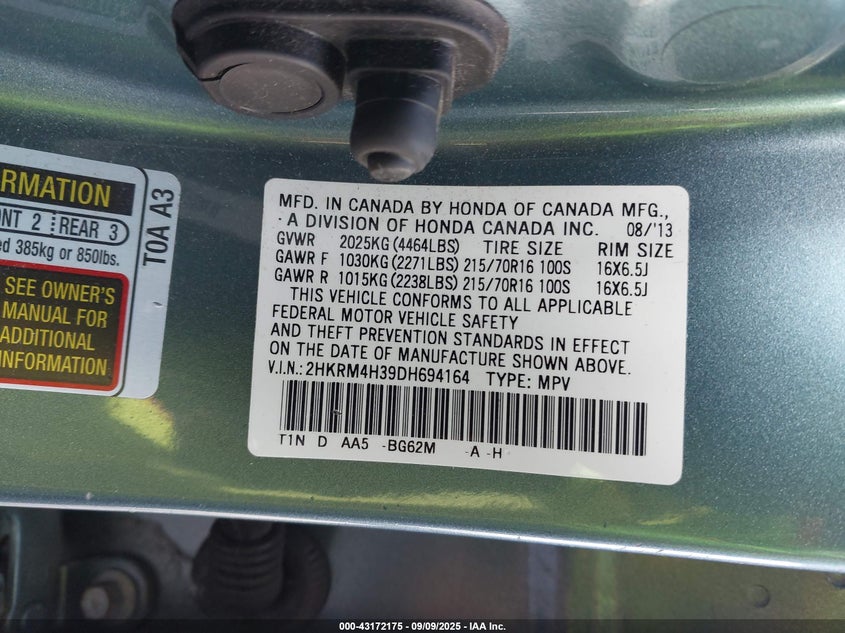 RMATION
NT 2 REAR 3
ed 385kg or 850lbs.
SEE OWNER'S
MANUAL FOR
ADDITIONAL
INFORMATION
TOA A3
MFD. IN CANADA BY HONDA OF CANADA MFG.,
A DIVISION OF HONDA CANADA INC. 08/'13
GVWR 2025KG (4464LBS) TIRE SIZE RIM SIZE
GAWR F 1030KG (2271LBS) 215/70R16 100S 16X6.5J
GAWR R 1015KG (2238LBS) 215/70R16 100S 16X6.5J
THIS VEHICLE CONFORMS TO ALL APPLICABLE
FEDERAL MOTOR VEHICLE SAFETY
AND THEFT PREVENTION STANDARDS IN EFFECT
ON THE DATE OF MANUFACTURE SHOWN ABOVE.
V.I.N.: 2HKRM4H39DH694164 TYPE: MPV
T1N D AA5 -BG62M -A -H
000-43172175 - 09/09/2025 - IAA Inc.